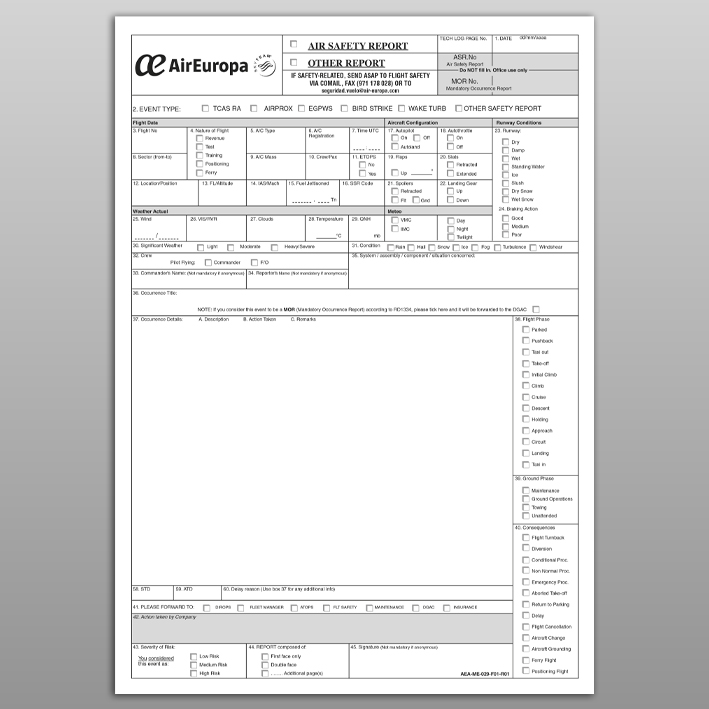 TECH LOG PAGE No.
1. DATE
AIR SAFETY REPORT
OTHER REPORT
AirEuropa
SKYTEAM
ASR.No
Air Safety Report
Do NOT fill in. Office use only
MOR No.
Mandatory Occurrence Report
IF SAFETY-RELATED, SEND ASAP TO FLIGHT SAFETY
VIA COMAIL, FAX (971 178 028) OR TO
seguridad.vuelo@air-europa.com
2. EVENT TYPE: TCAS RA AIRPROX EGPWS BIRD STRIKE WAKE TURB OTHER SAFETY REPORT
Flight Data Aircraft Configuration Runway Conditions
3. Flight No 4. Nature of Flight 5. A/C Type 6. A/C Registration 7. Time UTC 17. Autopilot 18. Autothrottle 23. Runway:
Revenue
Test
Training
Positioning
Ferry
On Off
Autoland
On
Off
Dry
Damp
Wet
Standing Water
Ice
Slush
Dry Snow
Wet Snow
8. Sector (from-to) 9. A/C Mass 10. Crew/Pax 11. ETOPS 19. Flaps 20. Slats
No
Yes
Up
Retracted
Extended
12. Location/Position 13. FL/Altitude 14. IAS/Mach 15. Fuel Jettisoned 16. SSR Code 21. Spoilers 22. Landing Gear
Tn
Retracted
Flt Gnd
Up
Down
24. Braking Action
Good
Medium
Poor
Weather Actual Meteo
25. Wind 26. VIS/RVR 27. Clouds 28. Temperature 29. QNH
ºC
mb
VMC
IMC
Day
Night
Twilight
30. Significant Weather Light Moderate Heavy/Severe 31. Condition Rain Hail Snow Ice Fog Turbulence Windshear
32. Crew
Pilot Flying: Commander F/O
35. System / assembly / component / situation concerned:
33. Commander's Name: (Not mandatory if anonymous) 34. Reporter's Name (Not mandatory if anonymous)
36. Occurrence Title:
NOTE: If you consider this event to be a MOR (Mandatory Occurrence Report) according to RD1334, please tick here and it will be forwarded to the DGAC
37. Occurrence Details: A. Description B. Action Taken C. Remarks
38. Flight Phase
Parked
Pushback
Taxi out
Take-off
Initial Climb
Climb
Cruise
Descent
Holding
Approach
Circuit
Landing
Taxi in
39. Ground Phase
Maintenance
Ground Operations
Towing
Unattended
40. Consequences
Flight Turnback
Diversion
Conditional Proc.
Non Normal Proc.
Emergency Proc.
Aborted Take-off
Return to Parking
Delay
Flight Cancellation
Aircraft Change
Aircraft Grounding
Ferry Flight
Positioning Flight
58. STD 59. ATD 60. Delay reason (Use box 37 for any additional info)
41. PLEASE FORWARD TO: D.FOPS FLEET MANAGER ATOPS FLT SAFETY MAINTENANCE DGAC INSURANCE
42. Action taken by Company
43. Severity of Risk:
You considered
this event as:
Low Risk
Medium Risk
High Risk
44. REPORT composed of:
First face only
Double face
........ Additional page(s)
45. Signature (Not mandatory if anonymous)
AEA-ME-029-F01-R01